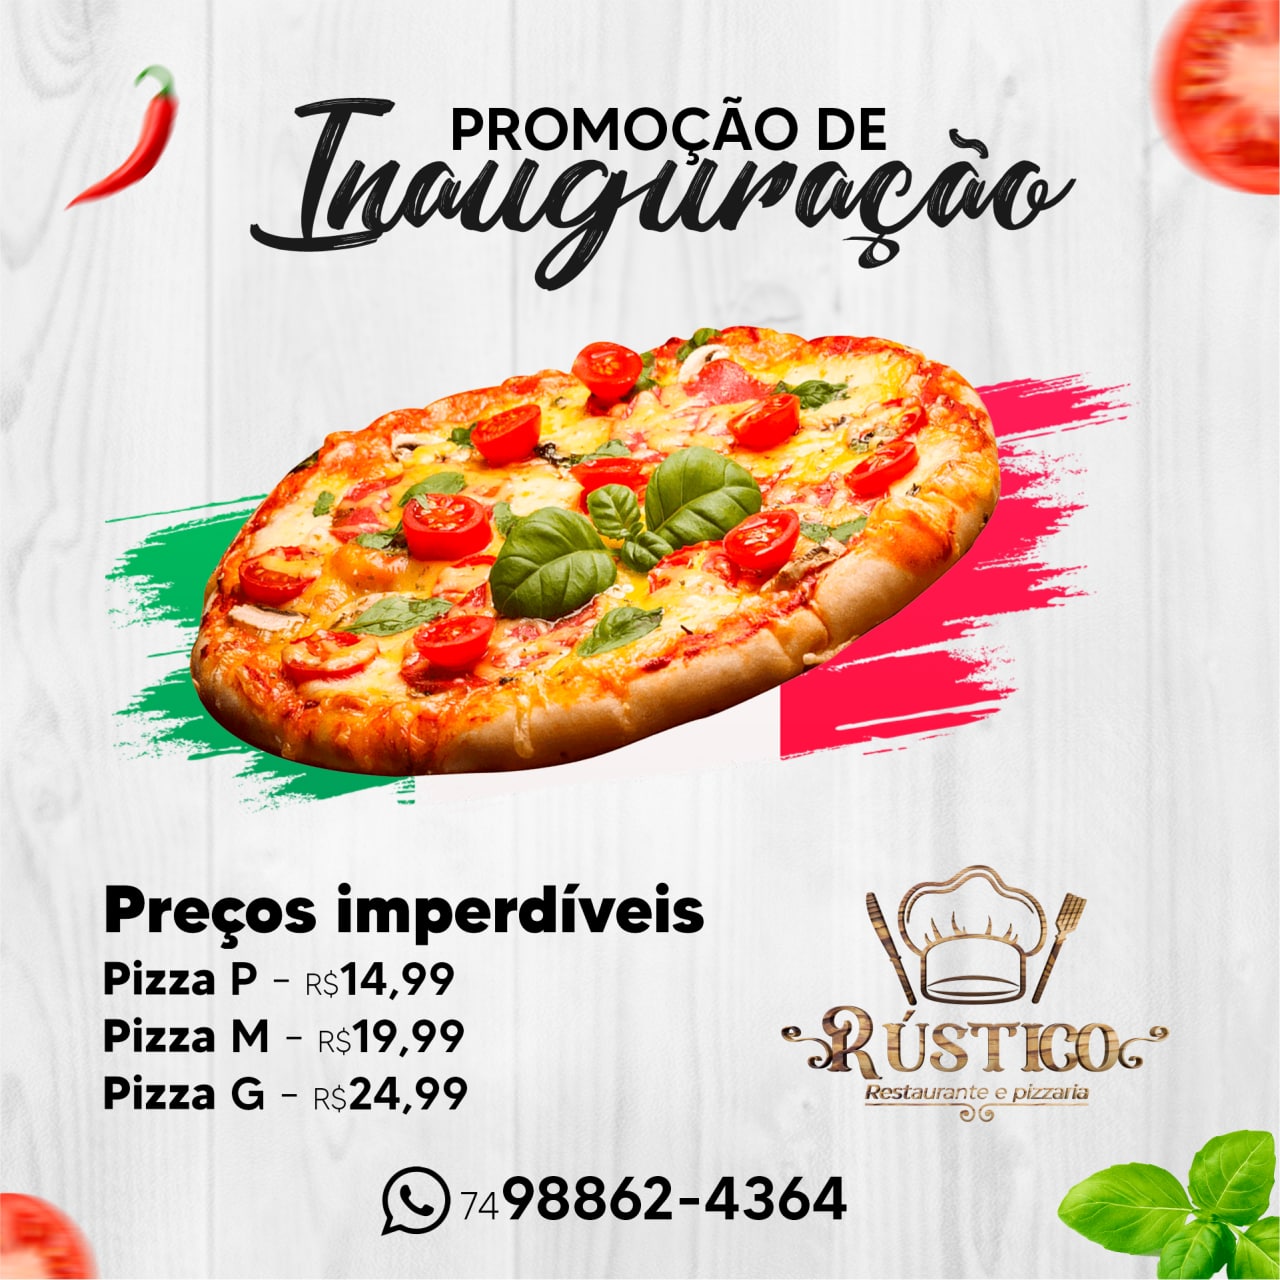 PROMOÇÃO DE
Inauguração
Preços imperdíveis
Pizza P - R$14,99
Pizza M - R$19,99
Pizza G - R$24,99
RÚSTICO
Restaurante e pizzaria
74 98862-4364